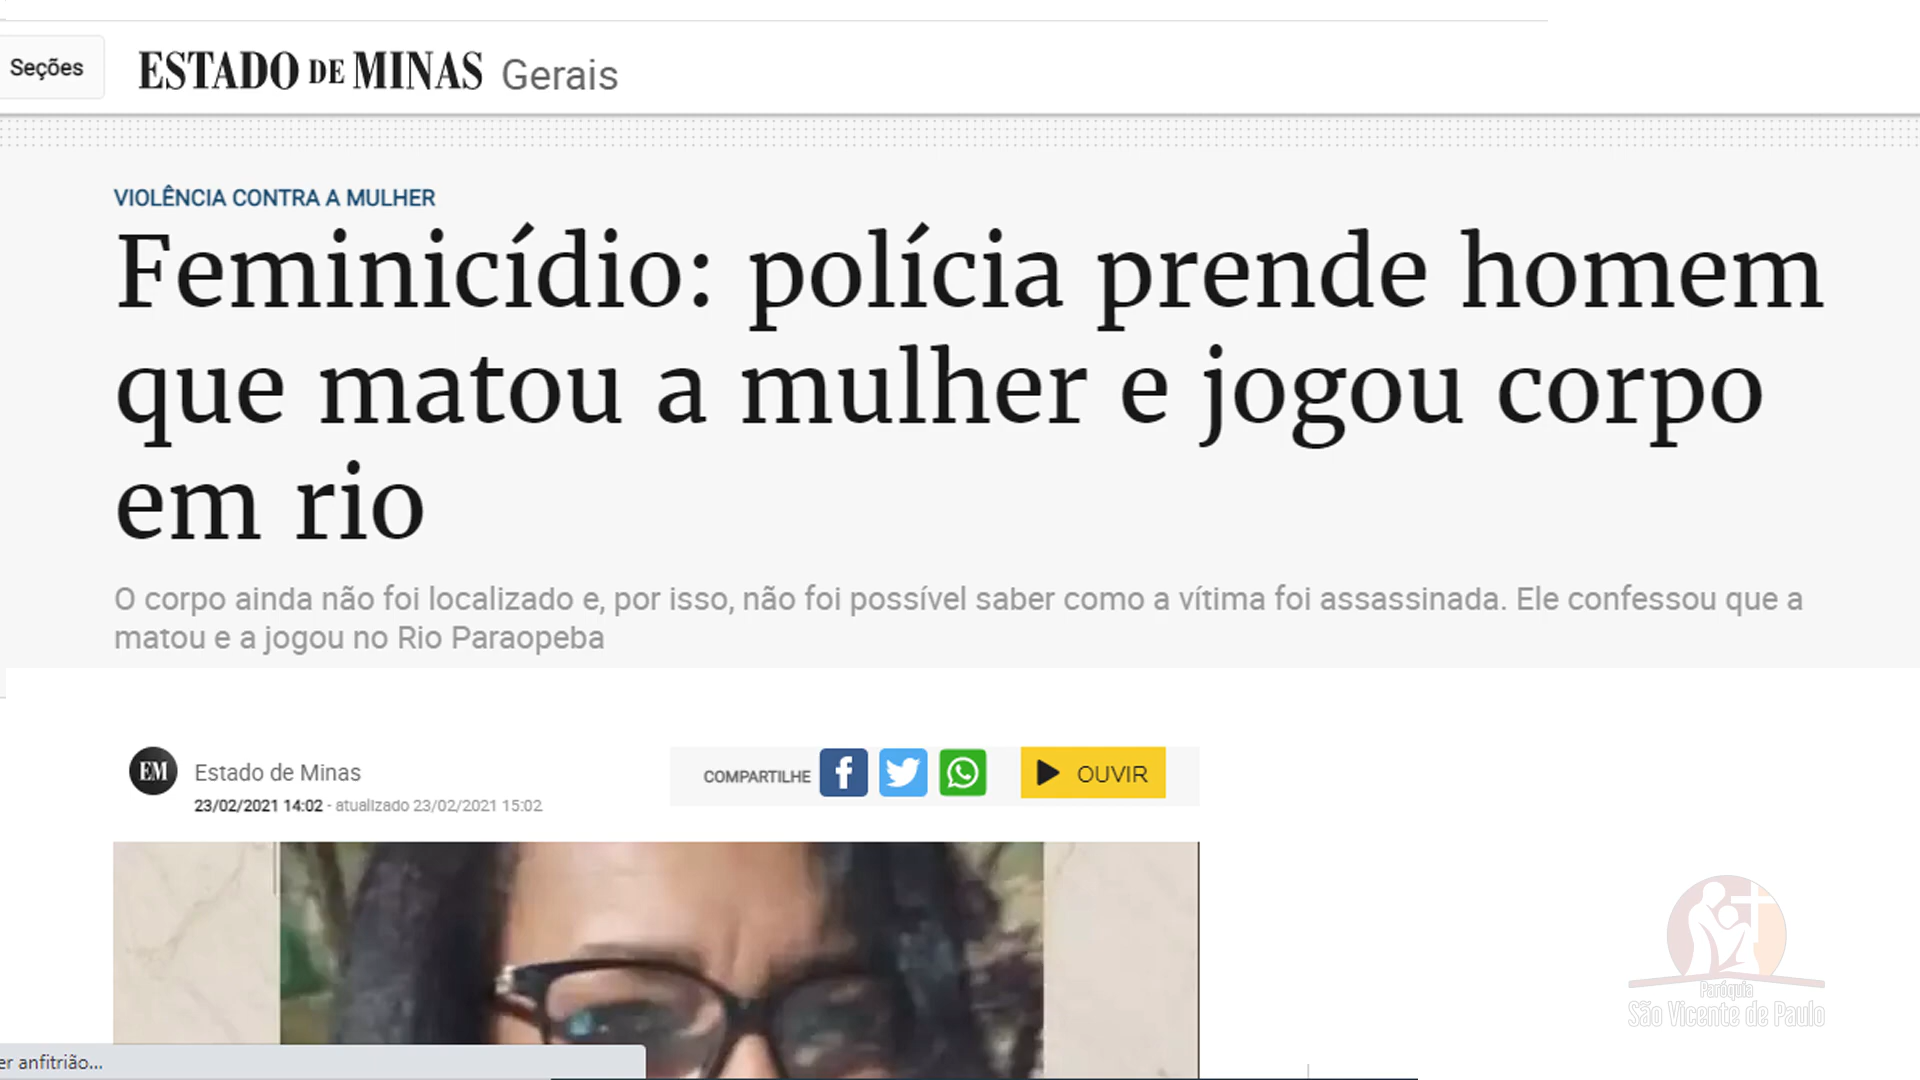 Seções
ESTADO DE MINAS Gerais
VIOLÊNCIA CONTRA A MULHER
Feminicídio: polícia prende homem
que matou a mulher e jogou corpo
em rio
O corpo ainda não foi localizado e, por isso, não foi possível saber como a vítima foi assassinada. Ele confessou que a
matou e a jogou no Rio Paraopeba
EM
Estado de Minas
23/02/2021 14:02 - atualizado 23/02/2021 15:02
COMPARTILHE
OUVIR
Paróquia
São Vicente de Paulo
er anfitrião...